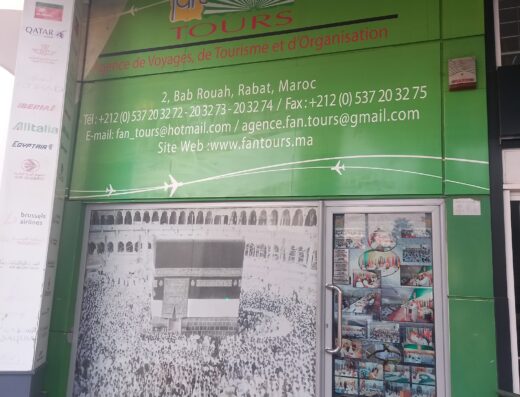 TOURS
Agence de Voyages, de Tourisme et d'Organisation
2, Bab Rouah, Rabat, Maroc
Tél : +212 (0) 537 20 32 72 - 20 32 73 - 20 32 74 / Fax : +212 (0) 537 20 32 75
E-mail: fan_tours@hotmail.com / agence.fan.tours@gmail.com
Site Web : www.fantours.ma
QATAR
IBERIA
Alitalia
EGYPTAIR
brussels
airlines